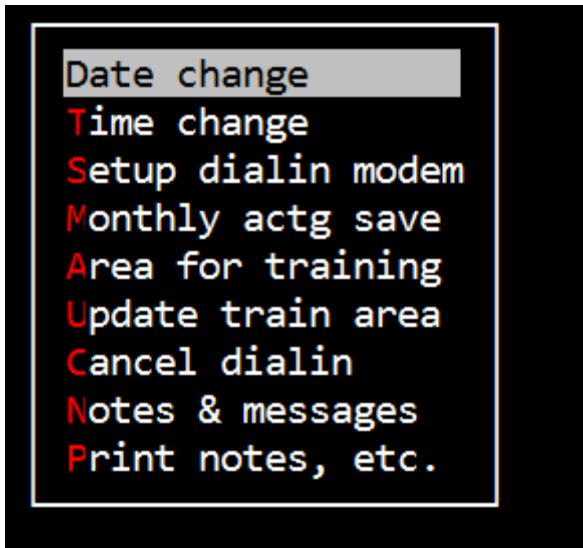 Date change
Time change
Setup dialin modem
Monthly actg save
Area for training
Update train area
Cancel dialin
Notes & messages
Print notes, etc.